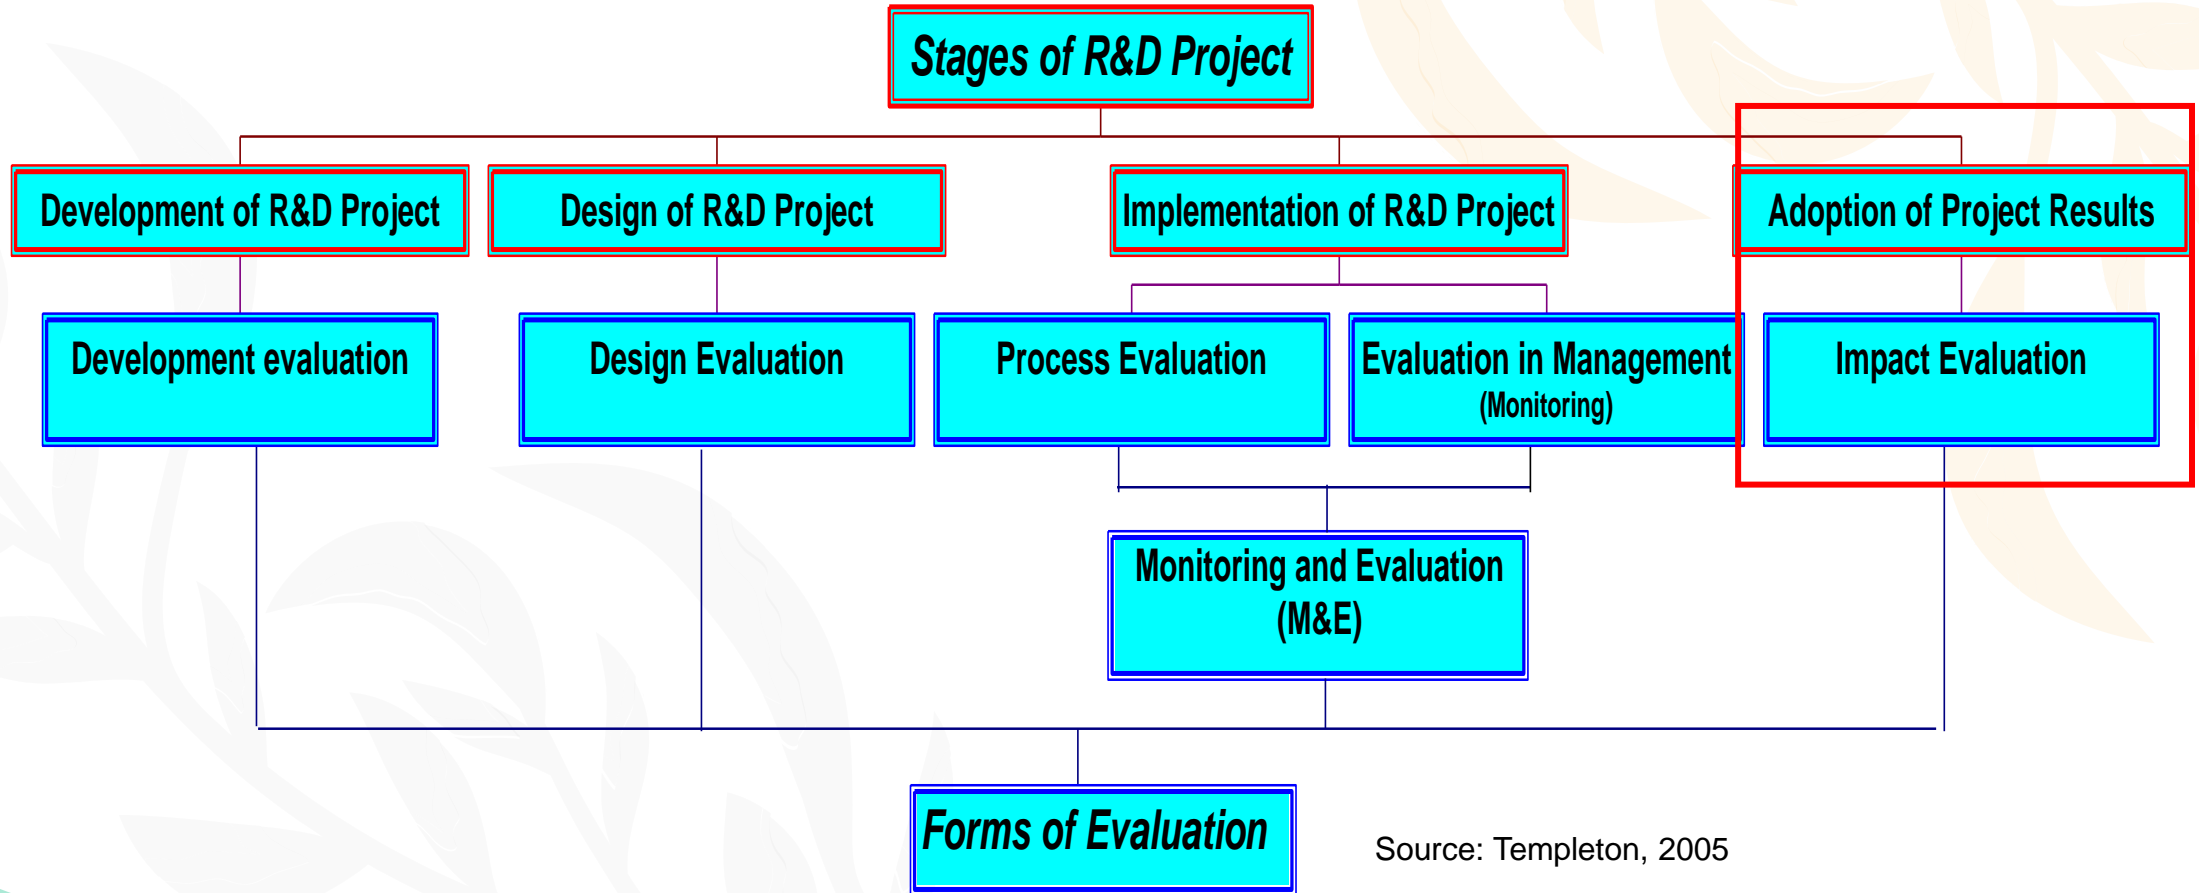 Stages of R&D Project
Development of R&D Project
Design of R&D Project
Implementation of R&D Project
Adoption of Project Results
Development evaluation
Design Evaluation
Process Evaluation
Evaluation in Management
(Monitoring)
Impact Evaluation
Monitoring and Evaluation
(M&E)
Forms of Evaluation
Source: Templeton, 2005